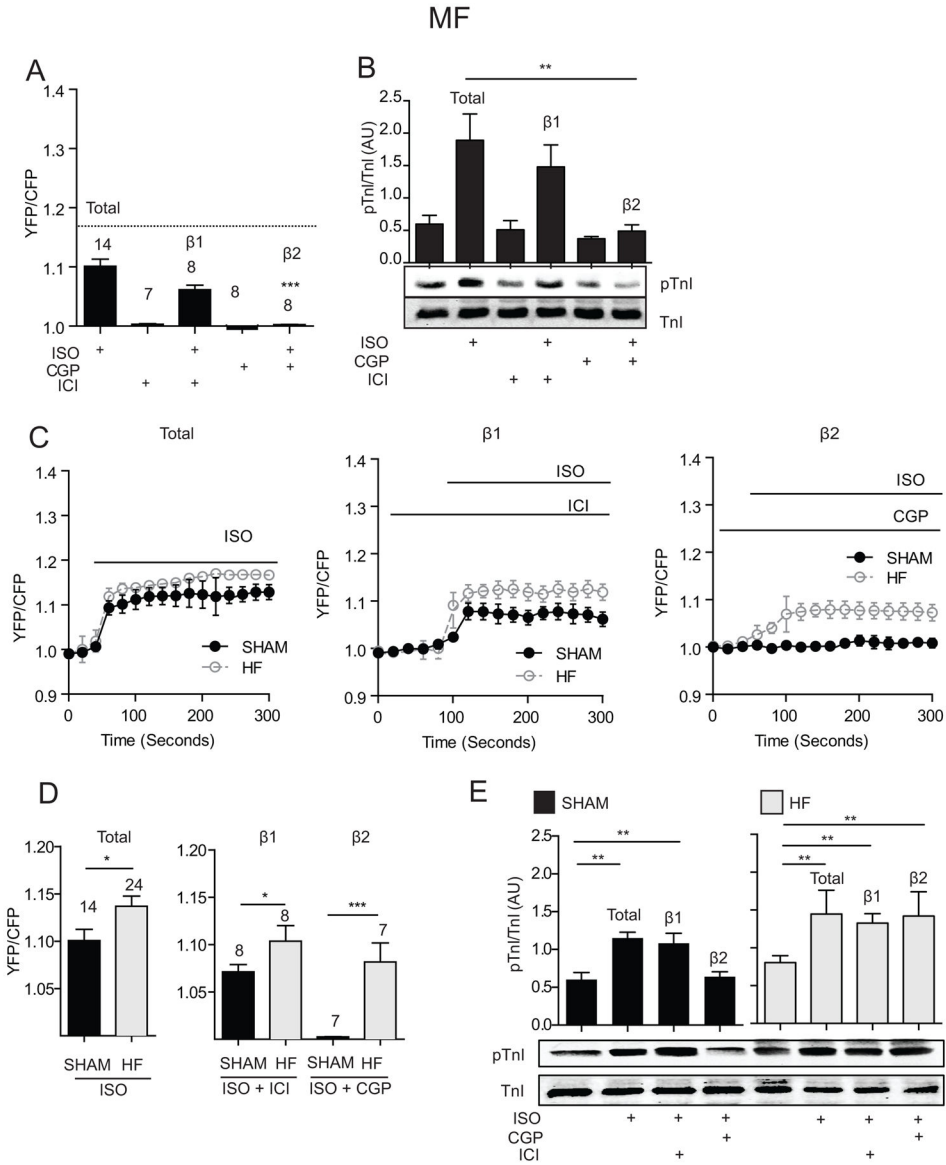 MF
A
1.4
1.3
1.2
1.1
1.0
YFP/CFP
Total
14
7
β1
8
8
β2
***
8
ISO + + +
CGP + +
ICI + +
B
**
2.5
2.0
1.5
1.0
0.5
0.0
pTnI/TnI (AU)
Total
β1
β2
pTnI
TnI
ISO + + +
CGP + +
ICI + +
C
Total
1.4
1.3
1.2
1.1
1.0
0.9
YFP/CFP
ISO
SHAM
HF
0 100 200 300
Time (Seconds)
β1
1.4
1.3
1.2
1.1
1.0
0.9
YFP/CFP
ISO
ICI
SHAM
HF
0 100 200 300
Time (Seconds)
β2
1.4
1.3
1.2
1.1
1.0
0.9
YFP/CFP
ISO
CGP
SHAM
HF
0 100 200 300
Time (Seconds)
D
Total
1.20
1.15
1.10
1.05
YFP/CFP
*
14
24
SHAM HF
ISO
β1 β2
1.20
1.15
1.10
1.05
*
8
8
***
7
7
SHAM HF SHAM HF
ISO + ICI ISO + CGP
E
SHAM
2.5
2.0
1.5
1.0
0.5
0.0
pTnI/TnI (AU)
**
**
Total
β1
β2
HF
**
**
**
Total
β1
β2
pTnI
TnI
ISO + + + + + +
CGP + +
ICI + +